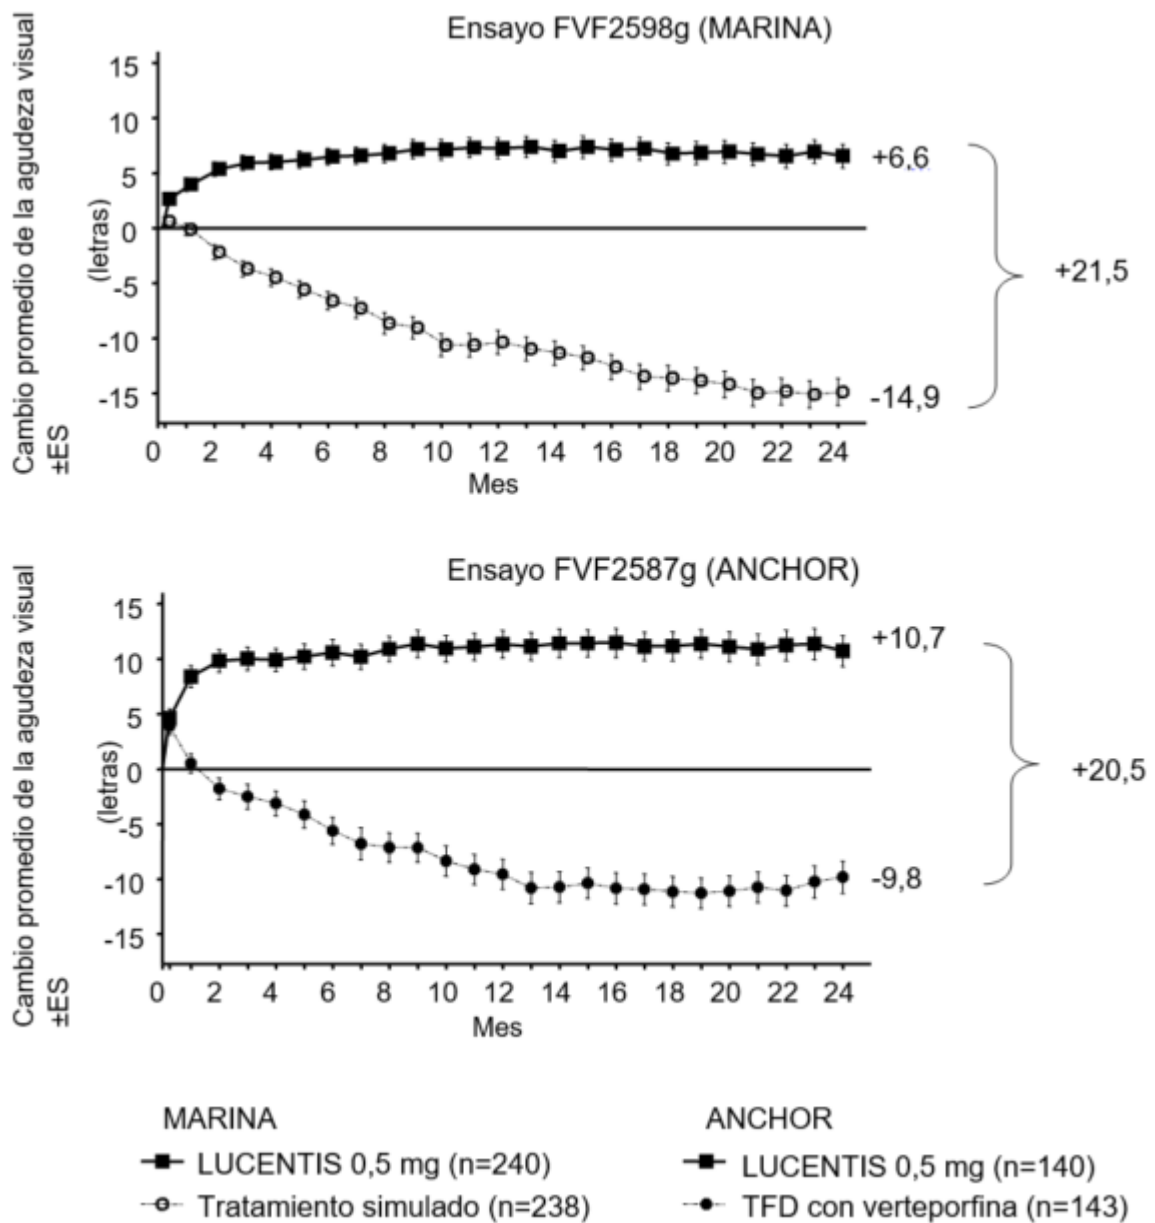 Ensayo FVF2598g (MARINA)
Cambio promedio de la agudeza visual
±ES
(letras)
15
10
5
0
-5
-10
-15
+6,6
-14,9
+21,5
0 2 4 6 8 10 12 14 16 18 20 22 24
Mes
Ensayo FVF2587g (ANCHOR)
Cambio promedio de la agudeza visual
±ES
(letras)
15
10
5
0
-5
-10
-15
+10,7
-9,8
+20,5
0 2 4 6 8 10 12 14 16 18 20 22 24
Mes
MARINA
LUCENTIS 0,5 mg (n=240)
Tratamiento simulado (n=238)
ANCHOR
LUCENTIS 0,5 mg (n=140)
TFD con verteporfina (n=143)